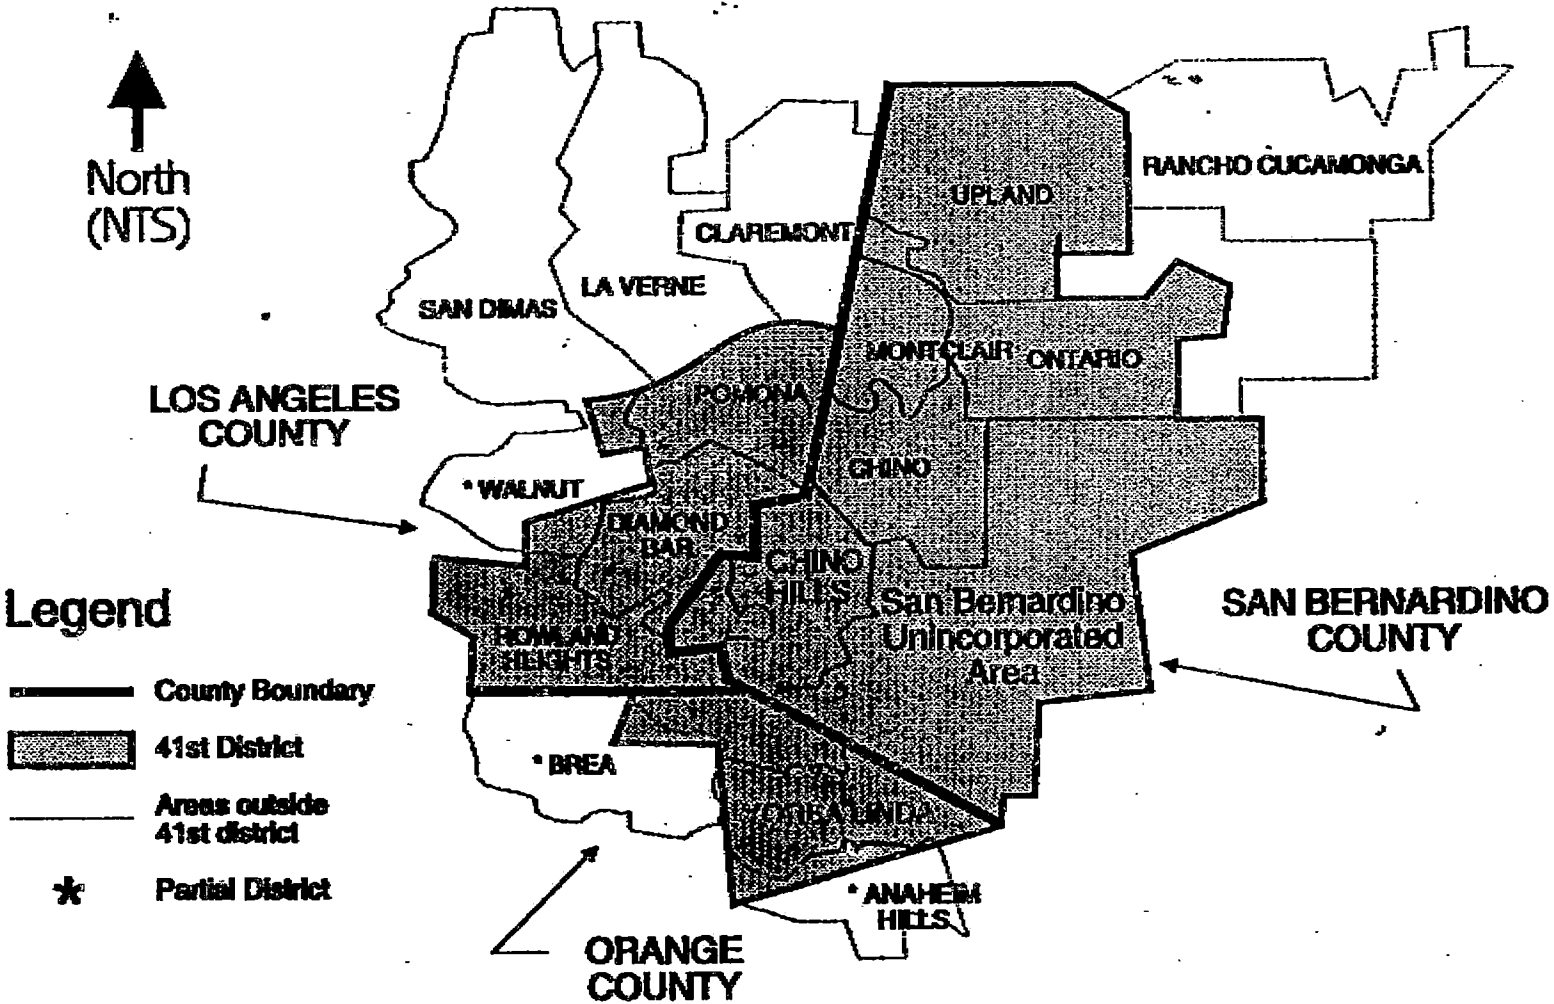 North
(NTS)
RANCHO CUCAMONGA
UPLAND
CLAREMONT
LA VERNE
SAN DIMAS
MONTCLAIR
ONTARIO
POMONA
LOS ANGELES
COUNTY
CHINO
* WALNUT
DIAMOND
BAR
CHINO
HILLS
San Bernardino
Unincorporated
Area
SAN BERNARDINO
COUNTY
ROWLAND
HEIGHTS
Legend
County Boundary
41st District
Areas outside
41st district
* Partial District
* BREA
YORBA LINDA
* ANAHEIM
HILLS
ORANGE
COUNTY